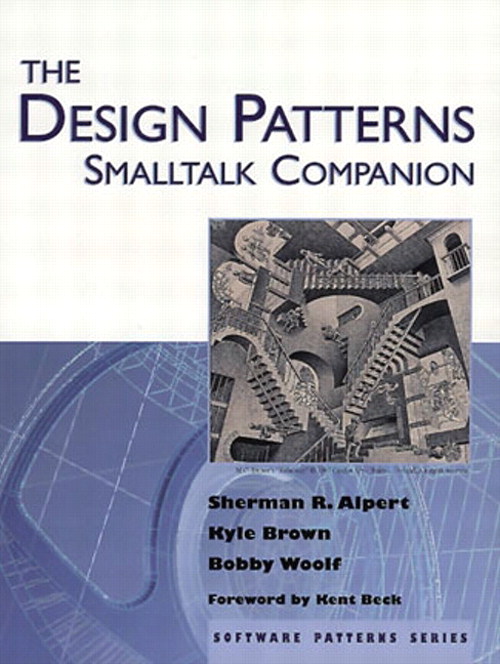 THE
DESIGN PATTERNS
SMALLTALK COMPANION
Sherman R. Alpert
Kyle Brown
Bobby Woolf
Foreword by Kent Beck
SOFTWARE PATTERNS SERIES